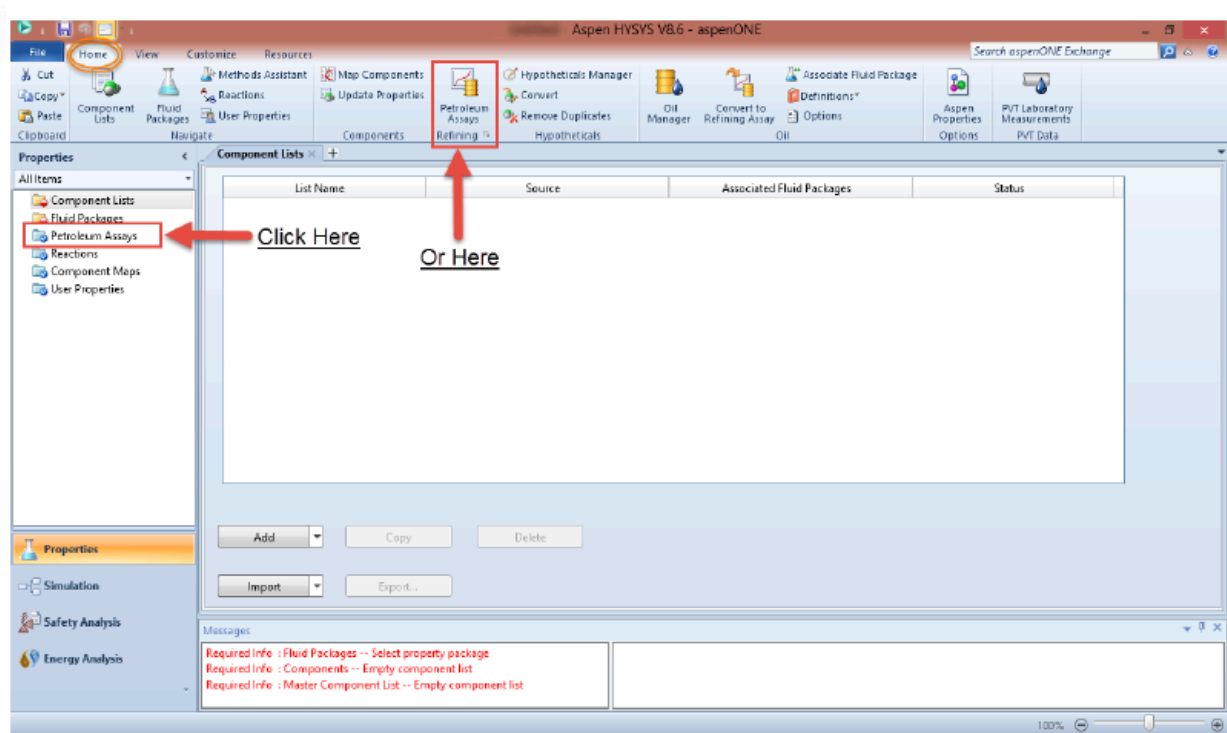 Aspen HYSYS V8.6 - aspenONE
File Home View Customize Resources Search aspenONE Exchange
Cut Methods Assistant Map Components Hypotheticals Manager Associate Fluid Package
Copy Reactions Update Properties Convert Definitions
Paste Component Lists Fluid Packages User Properties Petroleum Assays Remove Duplicates Oil Manager Convert to Refining Assay Options Aspen Properties PVT Laboratory Measurements
Clipboard Navigate Components Refining Hypotheticals Oil Options PVT Data
Properties < Component Lists × +
All Items
List Name Source Associated Fluid Packages Status
Component Lists
Fluid Packages
Petroleum Assays
Click Here
Or Here
Reactions
Component Maps
User Properties
Add Copy Delete
Import Export...
Properties
Simulation
Safety Analysis
Energy Analysis
Messages
Required Info : Fluid Packages -- Select property package
Required Info : Components -- Empty component list
Required Info : Master Component List -- Empty component list
100%